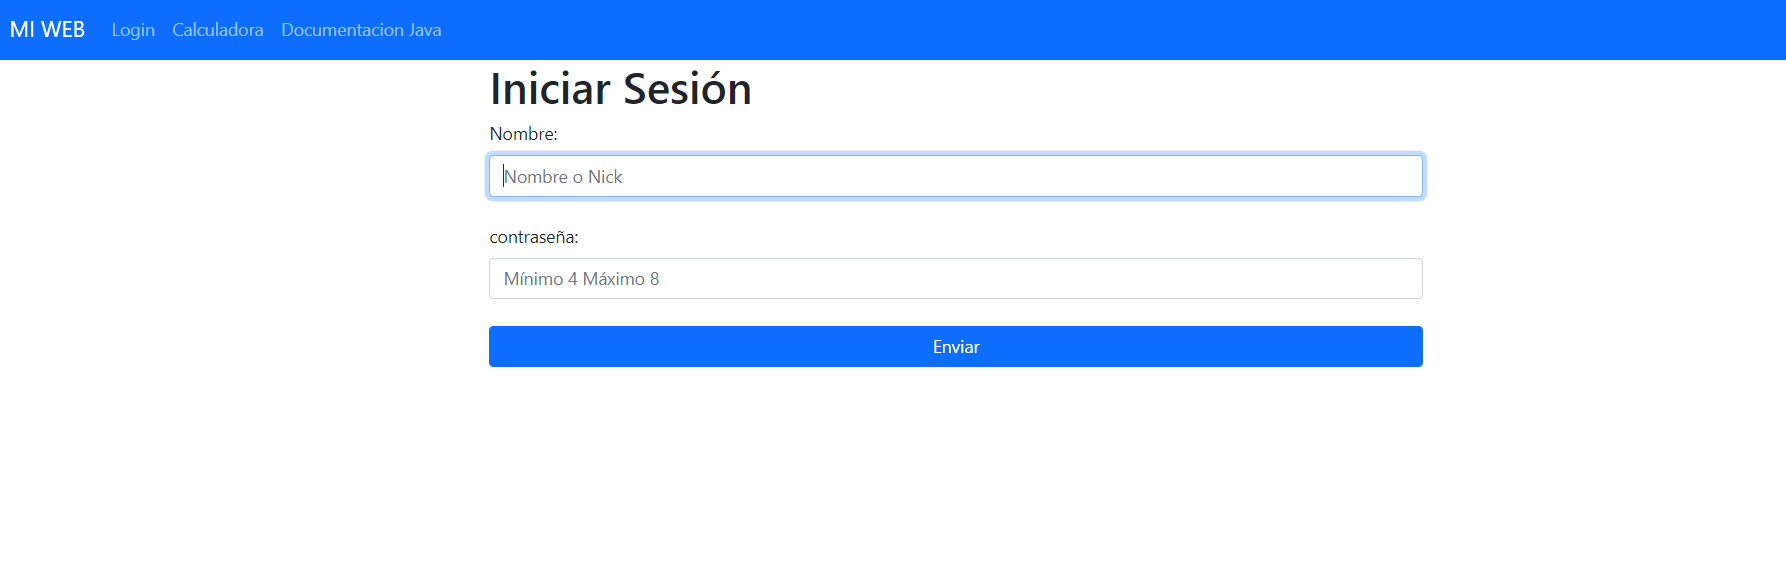 MI WEB Login Calculadora Documentacion Java
Iniciar Sesión
Nombre:
Nombre o Nick
contraseña:
Mínimo 4 Máximo 8
Enviar